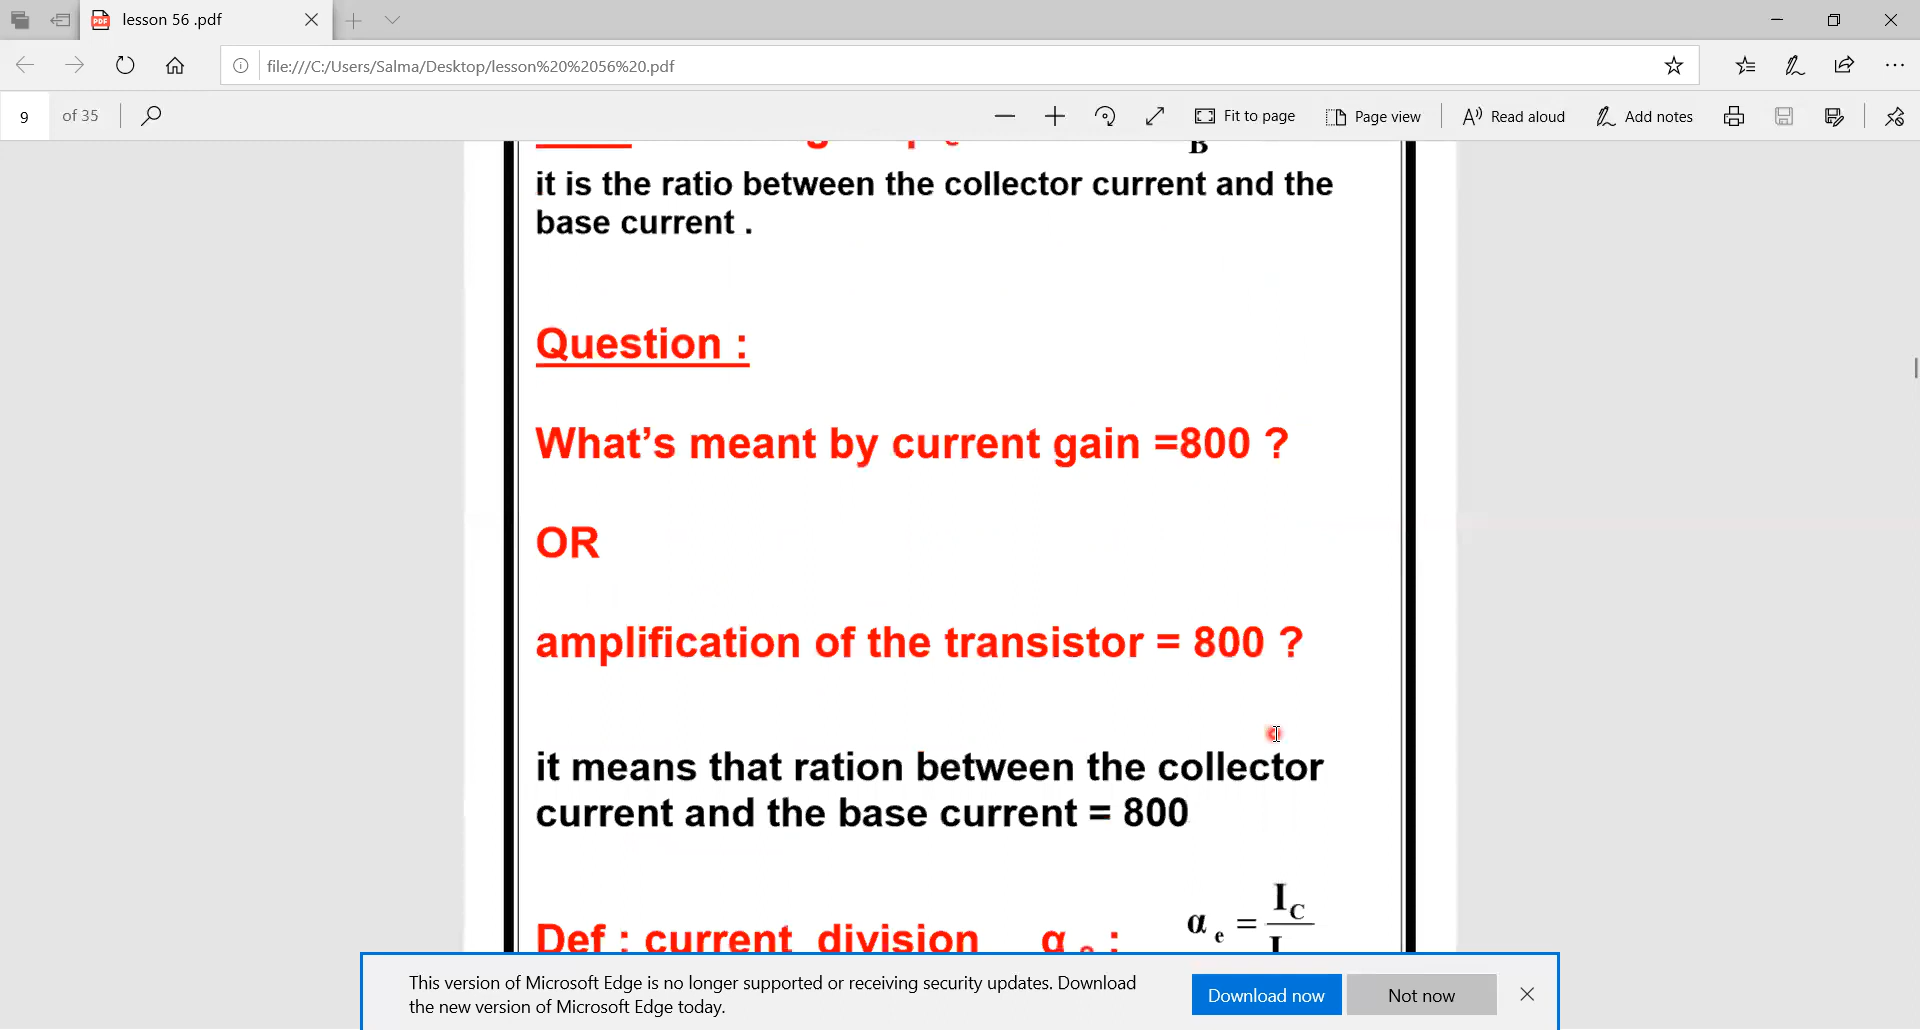 lesson 56 .pdf
file:///C:/Users/Salma/Desktop/lesson%20%2056%20.pdf
9 of 35
Fit to page
Page view
Read aloud
Add notes
B
it is the ratio between the collector current and the
base current .
Question :
What's meant by current gain =800 ?
OR
amplification of the transistor = 800 ?
it means that ration between the collector
current and the base current = 800
Def : current division α e : α e = I C / I
This version of Microsoft Edge is no longer supported or receiving security updates. Download
the new version of Microsoft Edge today.
Download now
Not now